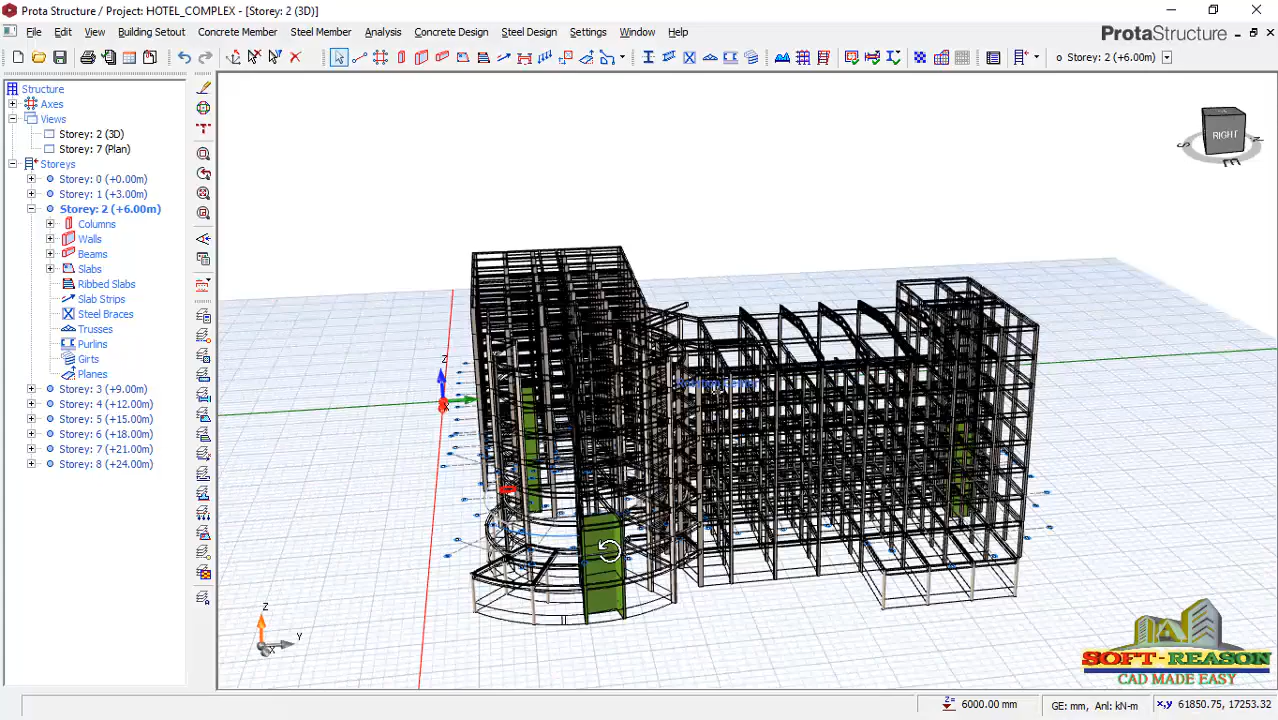 Prota Structure / Project: HOTEL_COMPLEX - [Storey: 2 (3D)]
File Edit View Building Setout Concrete Member Steel Member Analysis Concrete Design Steel Design Settings Window Help
ProtaStructure
o Storey: 2 (+6.00m)
Structure
Axes
Views
Storey: 2 (3D)
Storey: 7 (Plan)
Storeys
Storey: 0 (+0.00m)
Storey: 1 (+3.00m)
Storey: 2 (+6.00m)
Columns
Walls
Beams
Slabs
Ribbed Slabs
Slab Strips
Steel Braces
Trusses
Purlins
Girts
Planes
Storey: 3 (+9.00m)
Storey: 4 (+12.00m)
Storey: 5 (+15.00m)
Storey: 6 (+18.00m)
Storey: 7 (+21.00m)
Storey: 8 (+24.00m)
RIGHT
S
E
Z
Z
Y
X
SOFT-REASON
CAD MADE EASY
Z=
6000.00 mm
GE: mm, Anl: kN-m
x,y 61850.75, 17253.32